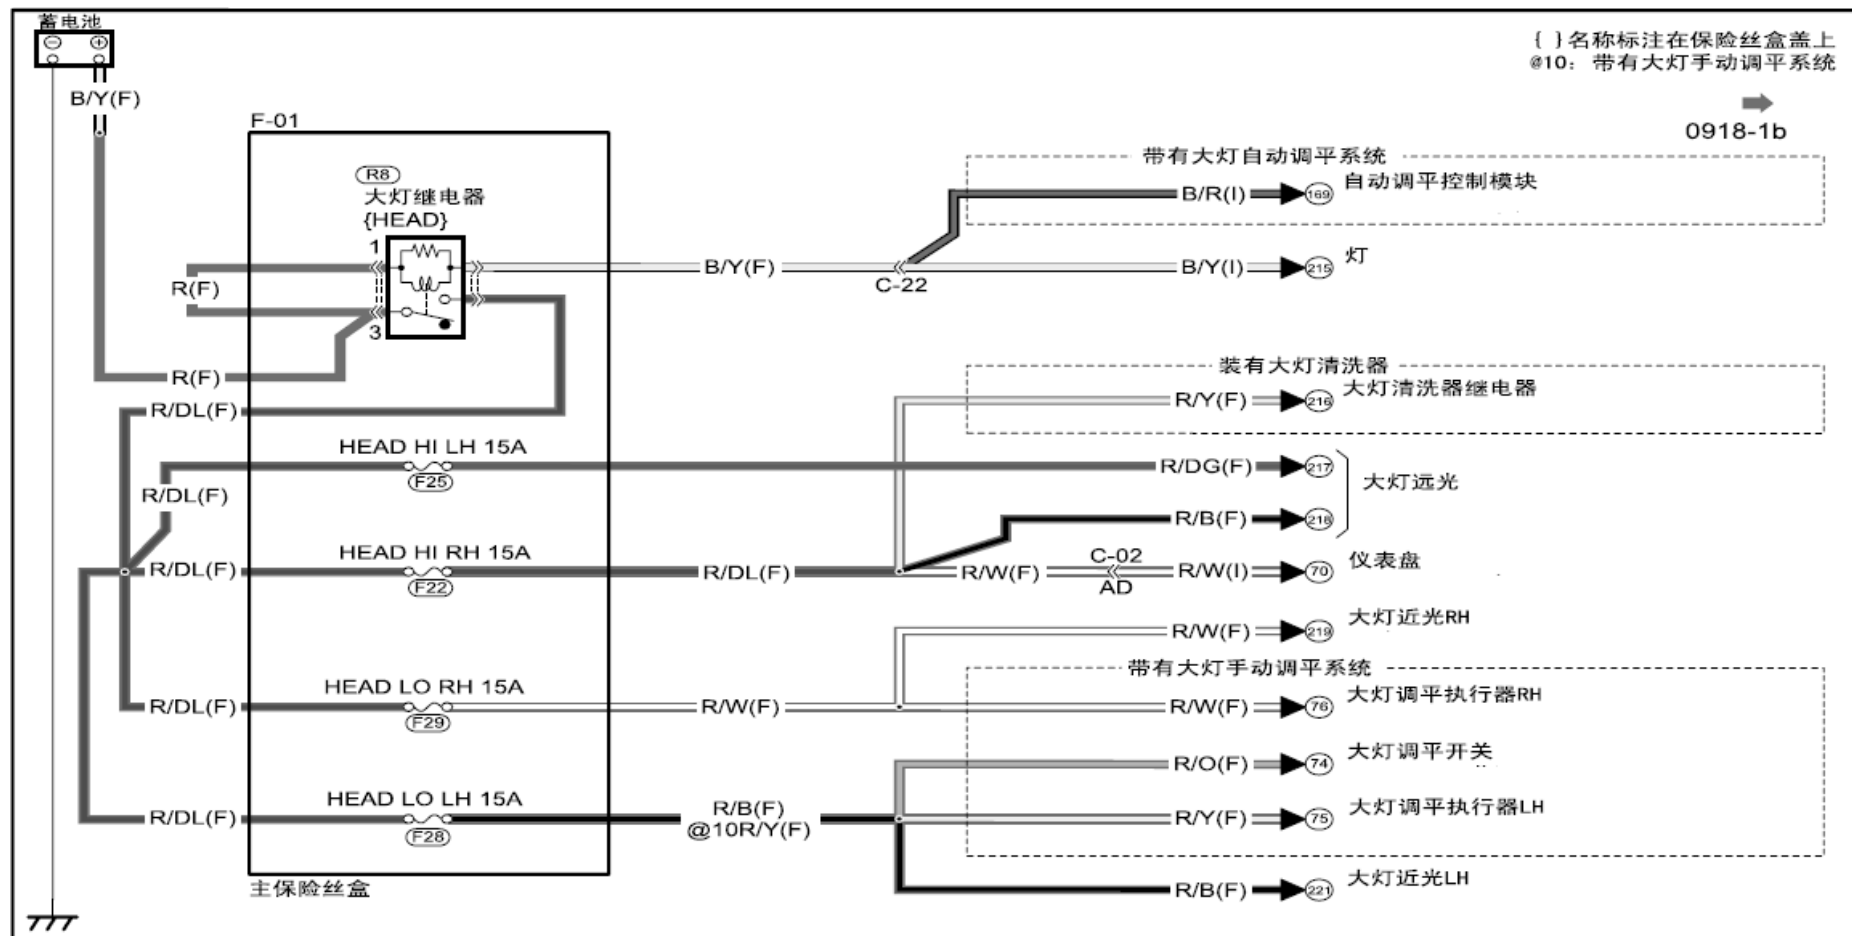 蓄电池
{ }名称标注在保险丝盒盖上
@10: 带有大灯手动调平系统
B/Y(F)
F-01
0918-1b
带有大灯自动调平系统
R8
大灯继电器
{HEAD}
B/R(I)
169
自动调平控制模块
1
R(F)
B/Y(F)
C-22
B/Y(I)
215
灯
3
R(F)
装有大灯清洗器
R/Y(F)
216
大灯清洗器继电器
R/DL(F)
HEAD HI LH 15A
F25
R/DG(F)
217
大灯远光
R/DL(F)
R/B(F)
218
HEAD HI RH 15A
R/DL(F)
F22
R/DL(F)
R/W(F)
C-02
AD
R/W(I)
70
仪表盘
R/W(F)
219
大灯近光RH
带有大灯手动调平系统
HEAD LO RH 15A
R/DL(F)
F29
R/W(F)
R/W(F)
76
大灯调平执行器RH
R/O(F)
74
大灯调平开关
HEAD LO LH 15A
R/DL(F)
F28
R/B(F)
@10R/Y(F)
R/Y(F)
75
大灯调平执行器LH
主保险丝盒
R/B(F)
221
大灯近光LH